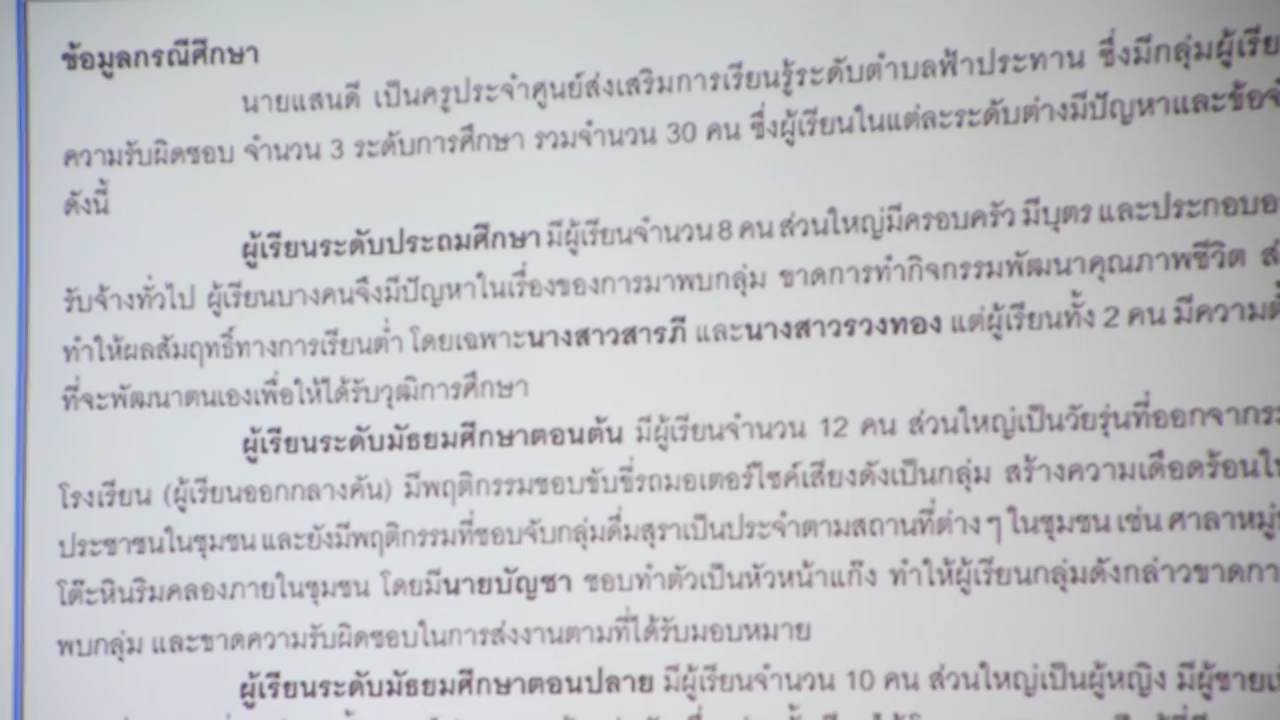 ข้อมูลกรณีศึกษา
นายแสนดี เป็นครูประจำศูนย์ส่งเสริมการเรียนรู้ระดับตำบลฟ้าประทาน ซึ่งมีกลุ่มผู้เรีย
ความรับผิดชอบ จำนวน 3 ระดับการศึกษา รวมจำนวน 30 คน ซึ่งผู้เรียนในแต่ละระดับต่างมีปัญหาและข้อจ
ดังนี้
ผู้เรียนระดับประถมศึกษา มีผู้เรียนจำนวน 8 คน ส่วนใหญ่มีครอบครัว มีบุตร และประกอบอ
รับจ้างทั่วไป ผู้เรียนบางคนจึงมีปัญหาในเรื่องของการมาพบกลุ่ม ขาดการทำกิจกรรมพัฒนาคุณภาพชีวิต
ทำให้ผลสัมฤทธิ์ทางการเรียนต่ำ โดยเฉพาะนางสาวสารภี และนางสาวรวงทอง แต่ผู้เรียนทั้ง 2 คน มีความตั้
ที่จะพัฒนาตนเองเพื่อให้ได้รับวุฒิการศึกษา
ผู้เรียนระดับมัธยมศึกษาตอนต้น มีผู้เรียนจำนวน 12 คน ส่วนใหญ่เป็นวัยรุ่นที่ออกจากระ
โรงเรียน (ผู้เรียนออกกลางคัน) มีพฤติกรรมชอบขับขี่รถมอเตอร์ไซค์เสียงดังเป็นกลุ่ม สร้างความเดือดร้อนให้
ประชาชนในชุมชน และยังมีพฤติกรรมที่ชอบจับกลุ่มดื่มสุราเป็นประจำตามสถานที่ต่าง ๆ ในชุมชน เช่น ศาลาหมู่
โต๊ะหินริมคลองภายในชุมชน โดยมีนายบัญชา ชอบทำตัวเป็นหัวหน้าแก๊ง ทำให้ผู้เรียนกลุ่มดังกล่าวขาดกา
พบกลุ่ม และขาดความรับผิดชอบในการส่งงานตามที่ได้รับมอบหมาย
ผู้เรียนระดับมัธยมศึกษาตอนปลาย มีผู้เรียนจำนวน 10 คน ส่วนใหญ่เป็นผู้หญิง มีผู้ชาย